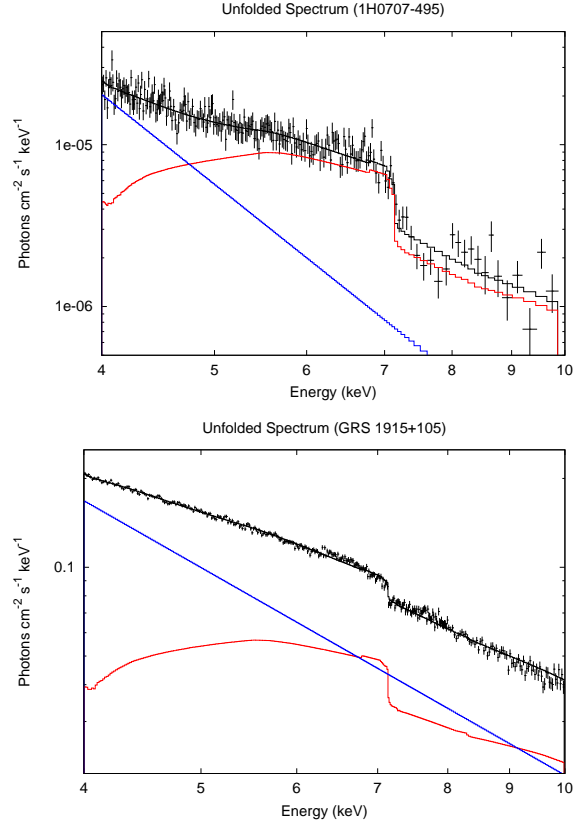 Unfolded Spectrum (1H0707-495)
Photons cm-2 s-1 keV-1
1e-05
1e-06
4 5 6 7 8 9 10
Energy (keV)
Unfolded Spectrum (GRS 1915+105)
Photons cm-2 s-1 keV-1
0.1
4 5 6 7 8 9 10
Energy (keV)